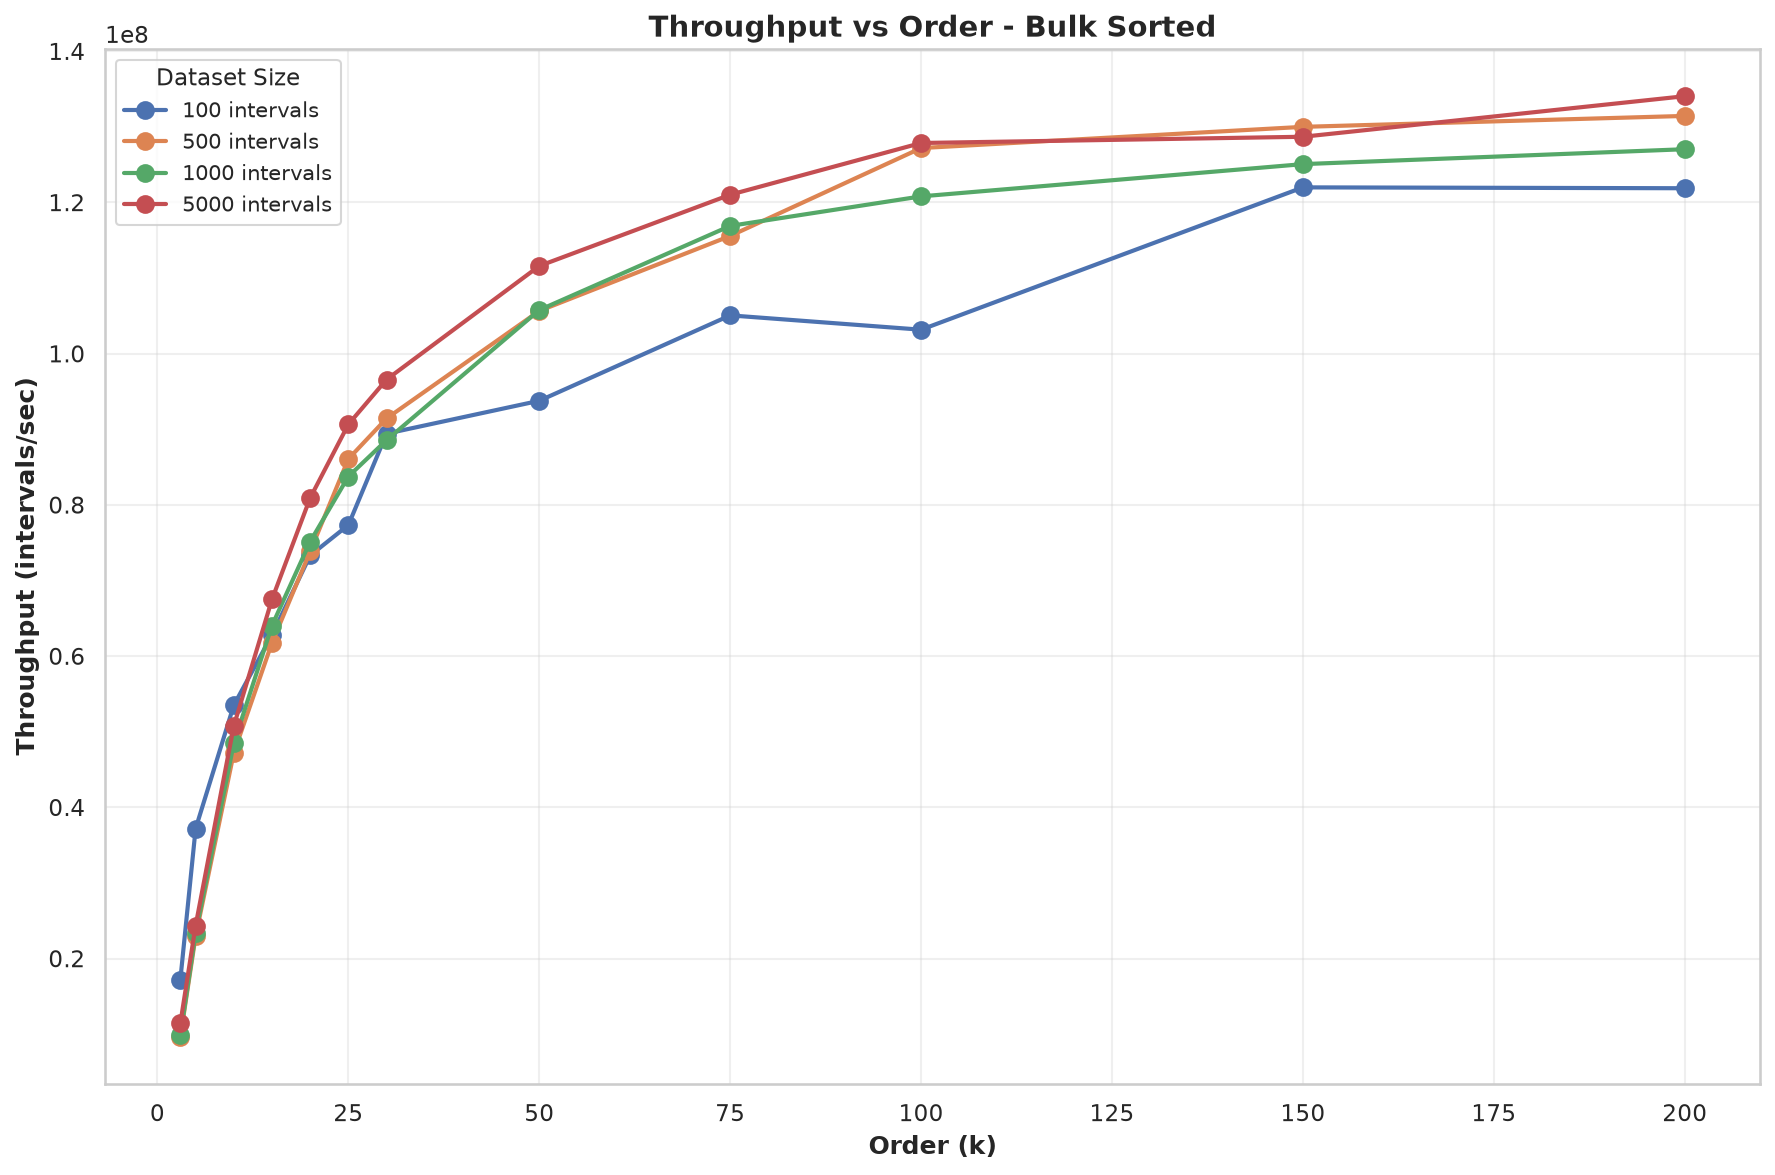 Throughput vs Order - Bulk Sorted
1e8
1.4
1.2
1.0
0.8
0.6
0.4
0.2
Throughput (intervals/sec)
Dataset Size
100 intervals
500 intervals
1000 intervals
5000 intervals
0 25 50 75 100 125 150 175 200
Order (k)